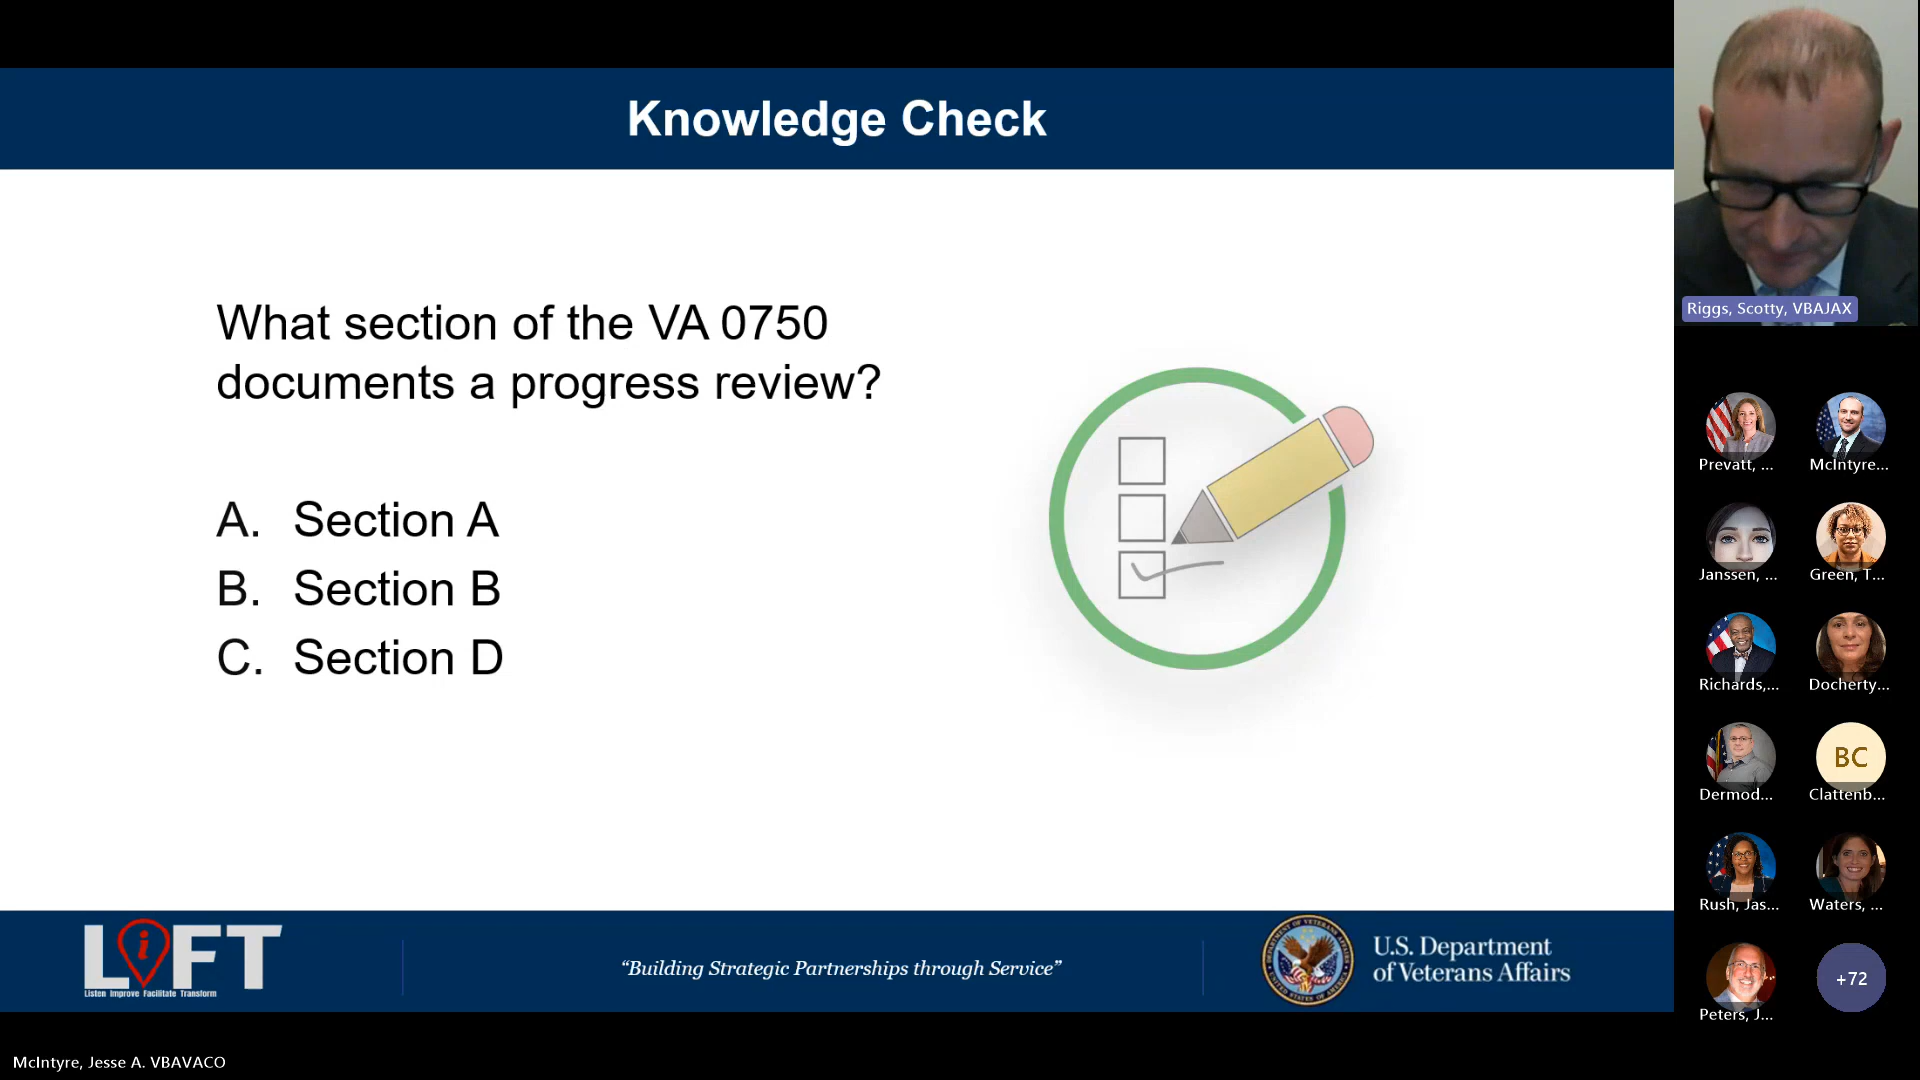 Knowledge Check
What section of the VA 0750
documents a progress review?
A. Section A
B. Section B
C. Section D
LiFT
Listen Improve Facilitate Transform
“Building Strategic Partnerships through Service”
U.S. Department
of Veterans Affairs
McIntyre, Jesse A. VBAVACO
Riggs, Scotty, VBAJAX
Prevatt, ...
McIntyre...
Janssen, ...
Green, T...
Richards,...
Docherty...
Dermod...
BC
Clattenb...
Rush, Jas...
Waters, ...
Peters, J...
+72